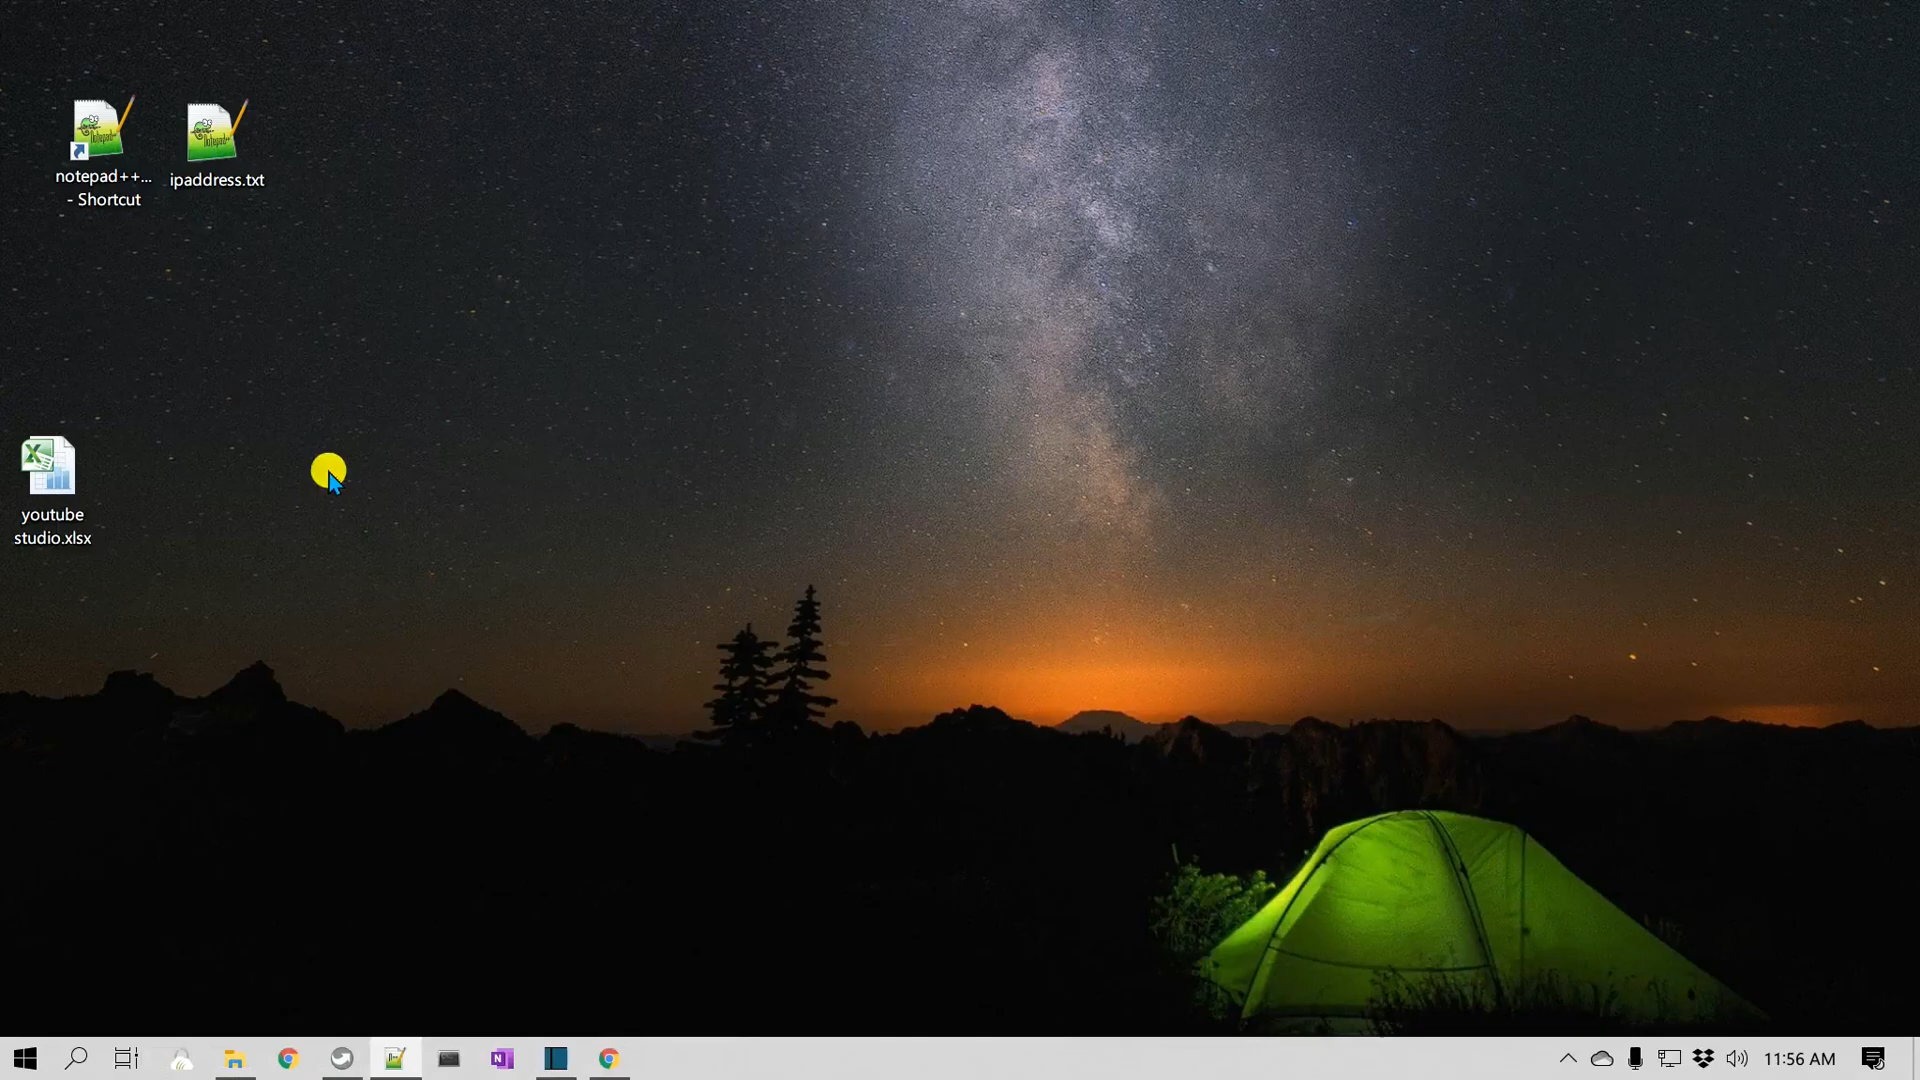 notepad++...
- Shortcut
ipaddress.txt
youtube
studio.xlsx
11:56 AM